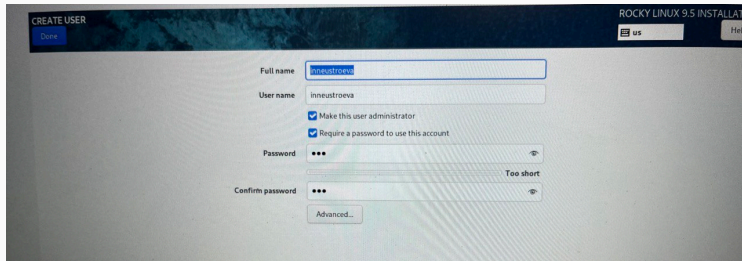 CREATE USER
ROCKY LINUX 9.5 INSTALLAT
Done
us
Hel
Full name
inneustroeva
User name
inneustroeva
Make this user administrator
Require a password to use this account
Password
•••
Too short
Confirm password
•••
Advanced...